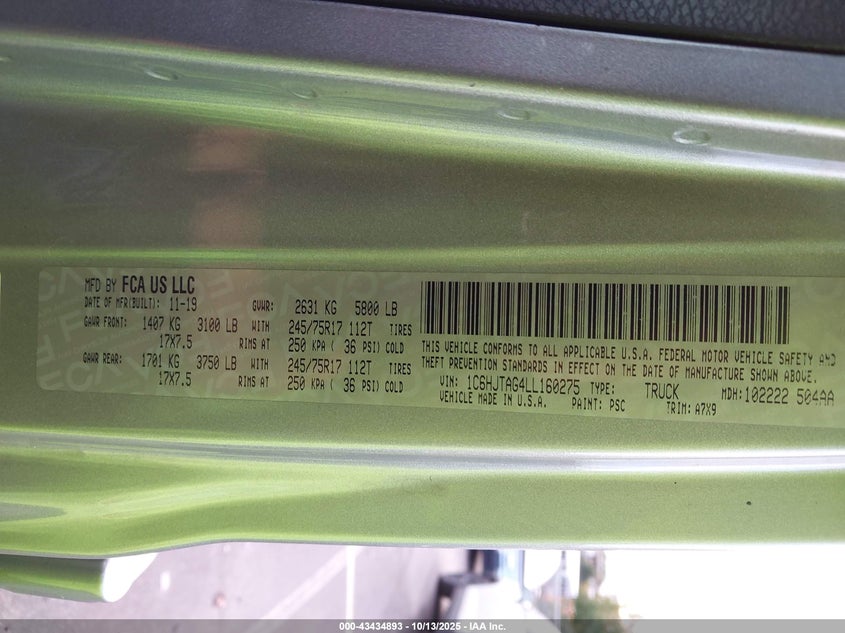 MFD BY FCA US LLC
DATE OF MFR(BUILT): 11-19 GVWR: 2631 KG 5800 LB
GAWR FRONT: 1407 KG 3100 LB WITH 245/75R17 112T TIRES
17X7.5 RIMS AT 250 KPA ( 36 PSI) COLD
GAWR REAR: 1701 KG 3750 LB WITH 245/75R17 112T TIRES
17X7.5 RIMS AT 250 KPA ( 36 PSI) COLD
THIS VEHICLE CONFORMS TO ALL APPLICABLE U.S.A. FEDERAL MOTOR VEHICLE SAFETY AND
THEFT PREVENTION STANDARDS IN EFFECT ON THE DATE OF MANUFACTURE SHOWN ABOVE.
VIN: 1C6HJTAG4LL160275 TYPE: TRUCK MDH: 102222 504AA
VEHICLE MADE IN U.S.A. PAINT: PSC TRIM: A7X9
000-43434893 - 10/13/2025 - IAA Inc.